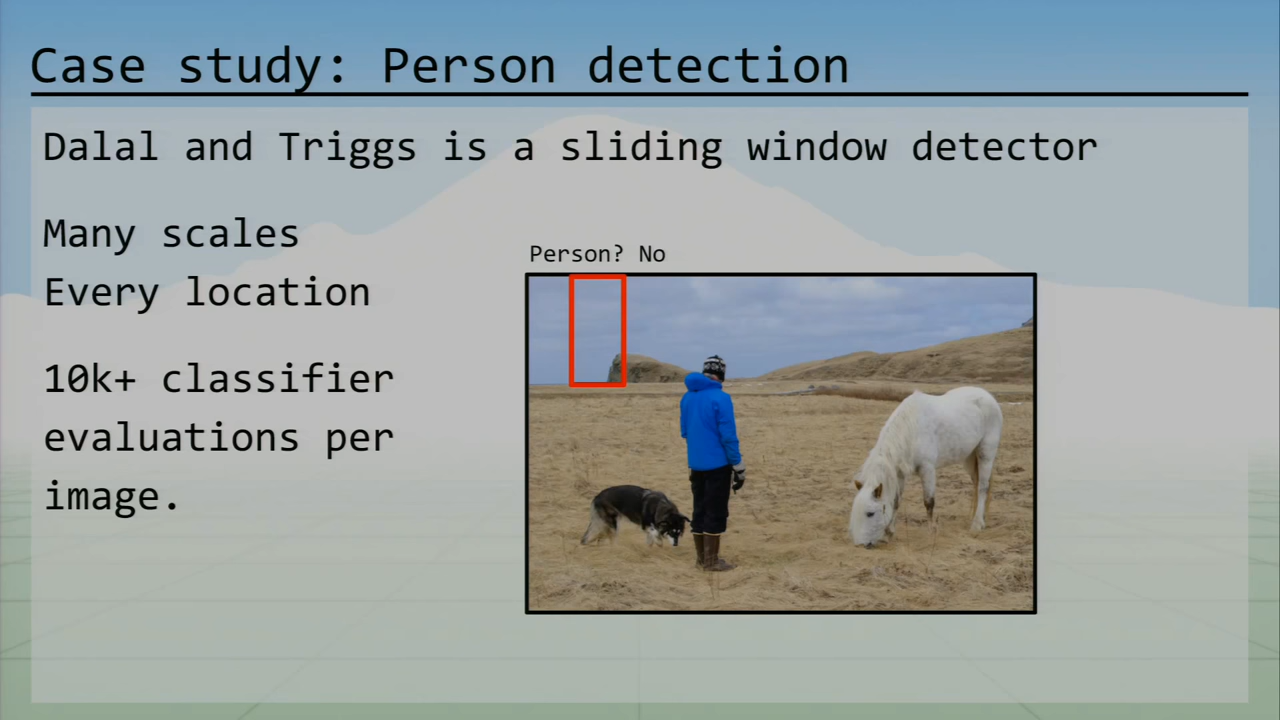 Case study: Person detection
Dalal and Triggs is a sliding window detector
Many scales
Every location
10k+ classifier
evaluations per
image.
Person? No